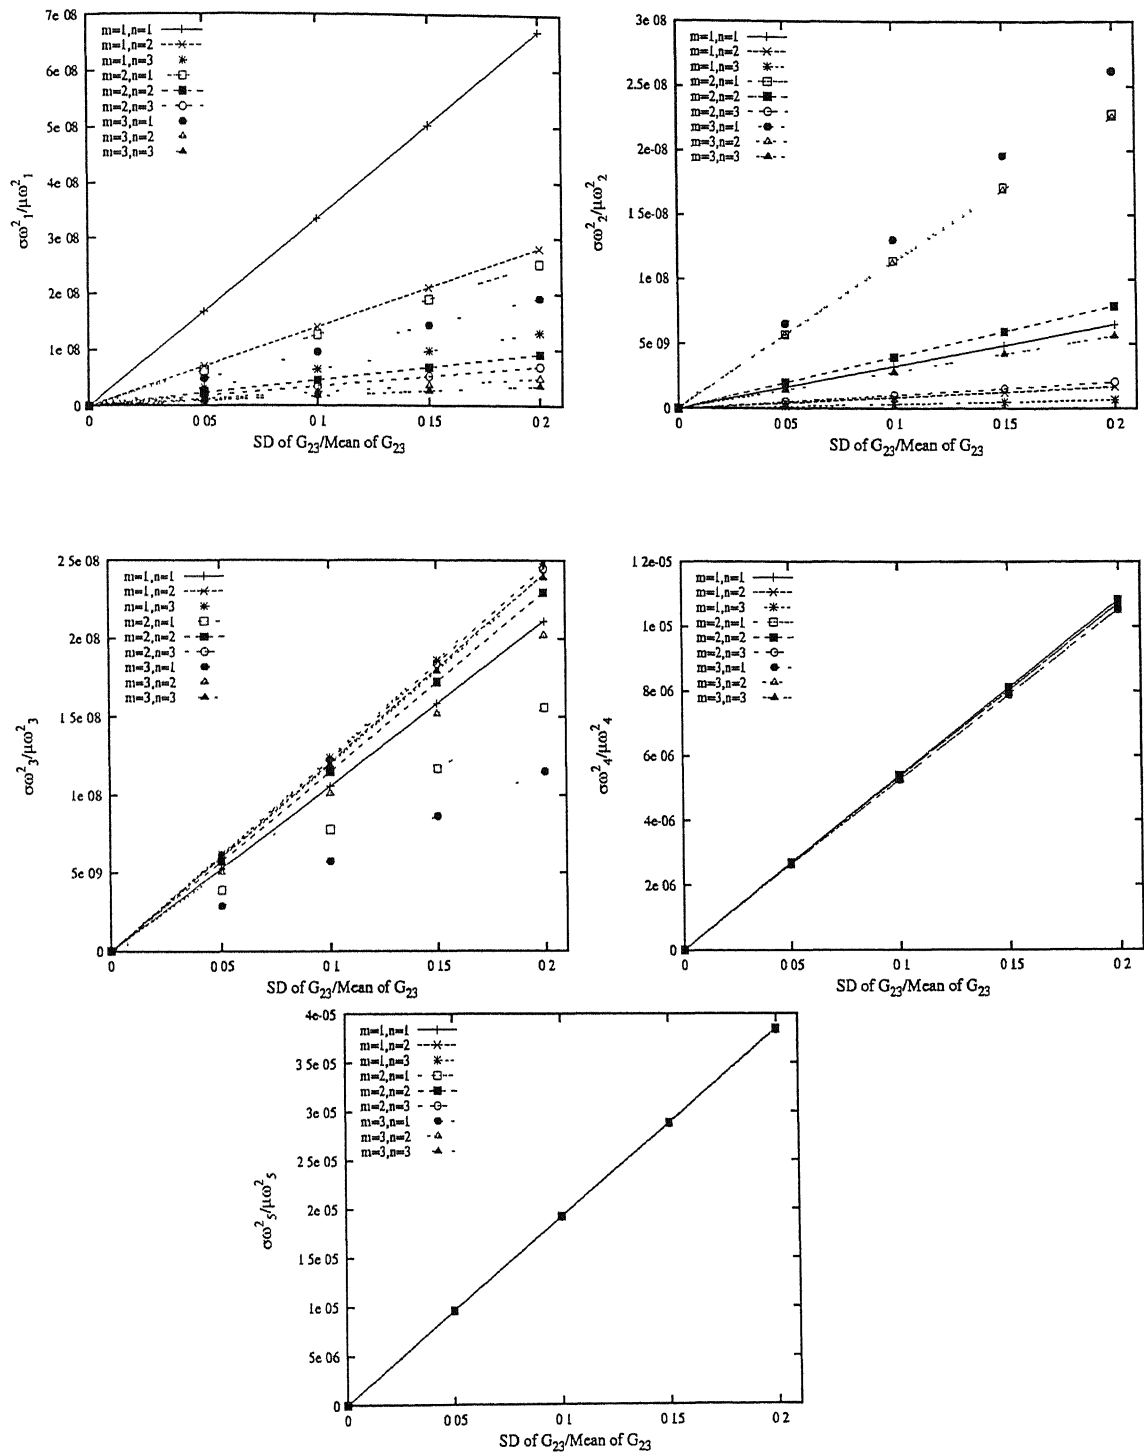 7e 08
6e 08
5e 08
4e 08
3e 08
2e 08
1e 08
0
m=1,n=1
m=1,n=2
m=1,n=3
m=2,n=1
m=2,n=2
m=2,n=3
m=3,n=1
m=3,n=2
m=3,n=3
σω²₁/μω²₁
0 0 05 0 1 0 15 0 2
SD of G₂₃/Mean of G₂₃
3e 08
2.5e 08
2e-08
1.5e-08
1e 08
5e 09
0
m=1,n=1
m=1,n=2
m=1,n=3
m=2,n=1
m=2,n=2
m=2,n=3
m=3,n=1
m=3,n=2
m=3,n=3
σω²₂/μω²₂
0 0 05 0 1 0 15 0 2
SD of G₂₃/Mean of G₂₃
2 5e 08
2e 08
1 5e 08
1e 08
5e 09
0
m=1,n=1
m=1,n=2
m=1,n=3
m=2,n=1
m=2,n=2
m=2,n=3
m=3,n=1
m=3,n=2
m=3,n=3
σω²₃/μω²₃
0 0 05 0 1 0 15 0 2
SD of G₂₃/Mean of G₂₃
1 2e-05
1e 05
8e 06
6e 06
4e-06
2e 06
0
m=1,n=1
m=1,n=2
m=1,n=3
m=2,n=1
m=2,n=2
m=2,n=3
m=3,n=1
m=3,n=2
m=3,n=3
σω²₄/μω²₄
0 0 05 0 1 0 15 0 2
SD of G₂₃/Mean of G₂₃
4e-05
3 5e 05
3e 05
2 5e 05
2e 05
1 5e 05
1e 05
5e 06
0
m=1,n=1
m=1,n=2
m=1,n=3
m=2,n=1
m=2,n=2
m=2,n=3
m=3,n=1
m=3,n=2
m=3,n=3
σω²₅/μω²₅
0 0 05 0 1 0 15 0 2
SD of G₂₃/Mean of G₂₃